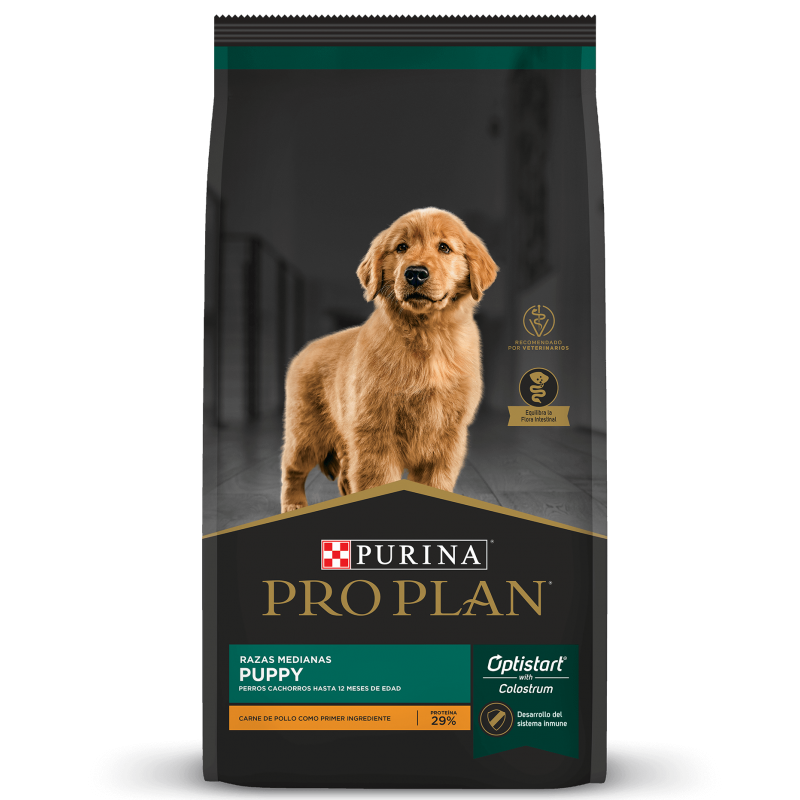 RECOMENDADO
POR VETERINARIOS
Equilibra la
Flora Intestinal
PURINA®
PRO PLAN®
RAZAS MEDIANAS
PUPPY
PERROS CACHORROS HASTA 12 MESES DE EDAD
CARNE DE POLLO COMO PRIMER INGREDIENTE
PROTEÍNA
29%
Optistart®
with
Colostrum
Desarrollo del
sistema inmune